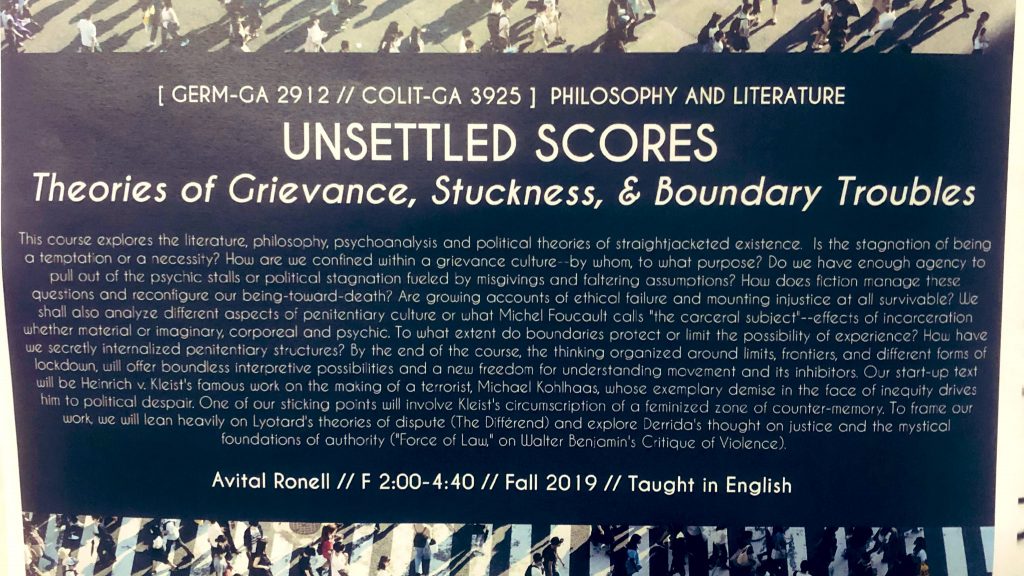 [ GERM-GA 2912 // COLIT-GA 3925 ] PHILOSOPHY AND LITERATURE
UNSETTLED SCORES
Theories of Grievance, Stuckness, & Boundary Troubles
This course explores the literature, philosophy, psychoanalysis and political theories of straightjacketed existence. Is the stagnation of being
a temptation or a necessity? How are we confined within a grievance culture--by whom, to what purpose? Do we have enough agency to
pull out of the psychic stalls or political stagnation fueled by misgivings and faltering assumptions? How does fiction manage these
questions and reconfigure our being-toward-death? Are growing accounts of ethical failure and mounting injustice at all survivable? We
shall also analyze different aspects of penitentiary culture or what Michel Foucault calls "the carceral subject"--effects of incarceration
whether material or imaginary, corporeal and psychic. To what extent do boundaries protect or limit the possibility of experience? How have
we secretly internalized penitentiary structures? By the end of the course, the thinking organized around limits, frontiers, and different forms of
lockdown, will offer boundless interpretive possibilities and a new freedom for understanding movement and its inhibitors. Our start-up text
will be Heinrich v. Kleist's famous work on the making of a terrorist, Michael Kohlhaas, whose exemplary demise in the face of inequity drives
him to political despair. One of our sticking points will involve Kleist's circumscription of a feminized zone of counter-memory. To frame our
work, we will lean heavily on Lyotard's theories of dispute (The Différend) and explore Derrida's thought on justice and the mystical
foundations of authority ("Force of Law," on Walter Benjamin's Critique of Violence).
Avital Ronell // F 2:00-4:40 // Fall 2019 // Taught in English